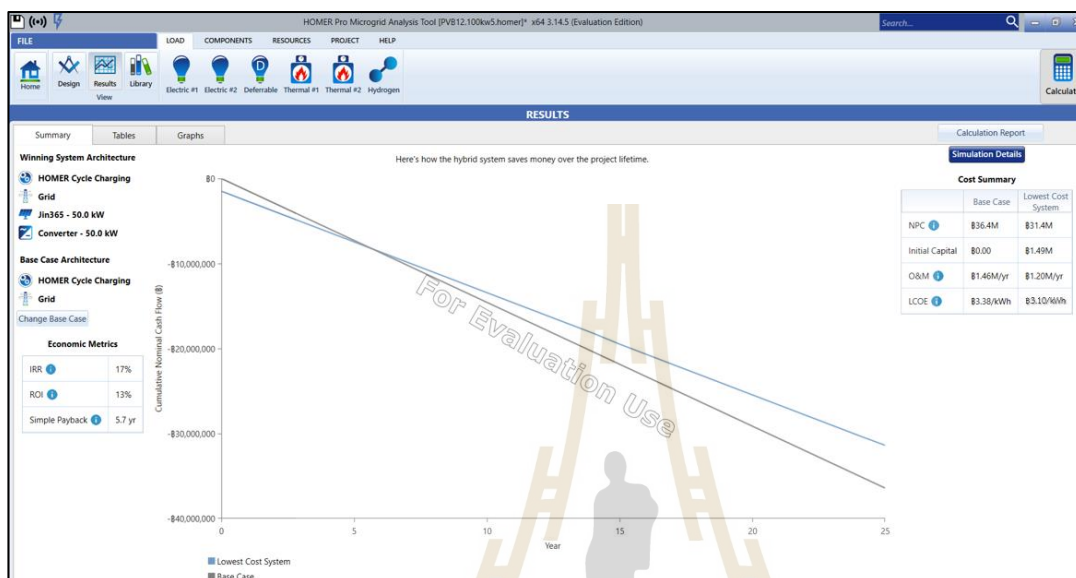 HOMER Pro Microgrid Analysis Tool [PVB12.100kw5.homer]* x64 3.14.5 (Evaluation Edition)
Search...
FILE
LOAD COMPONENTS RESOURCES PROJECT HELP
Home
Design
Results
Library
View
Electric #1
Electric #2
Deferrable
Thermal #1
Thermal #2
Hydrogen
Calculat
RESULTS
Summary
Tables
Graphs
Calculation Report
Simulation Details
Winning System Architecture
HOMER Cycle Charging
Grid
Jin365 - 50.0 kW
Converter - 50.0 kW
Base Case Architecture
HOMER Cycle Charging
Grid
Change Base Case
Economic Metrics
IRR 17%
ROI 13%
Simple Payback 5.7 yr
Here's how the hybrid system saves money over the project lifetime.
Cumulative Nominal Cash Flow (฿)
฿0
-฿10,000,000
-฿20,000,000
-฿30,000,000
-฿40,000,000
0 5 10 15 20 25
Year
Lowest Cost System
Base Case
For Evaluation Use
Cost Summary
Base Case
Lowest Cost
System
NPC ฿36.4M ฿31.4M
Initial Capital ฿0.00 ฿1.49M
O&M ฿1.46M/yr ฿1.20M/yr
LCOE ฿3.38/kWh ฿3.10/kWh